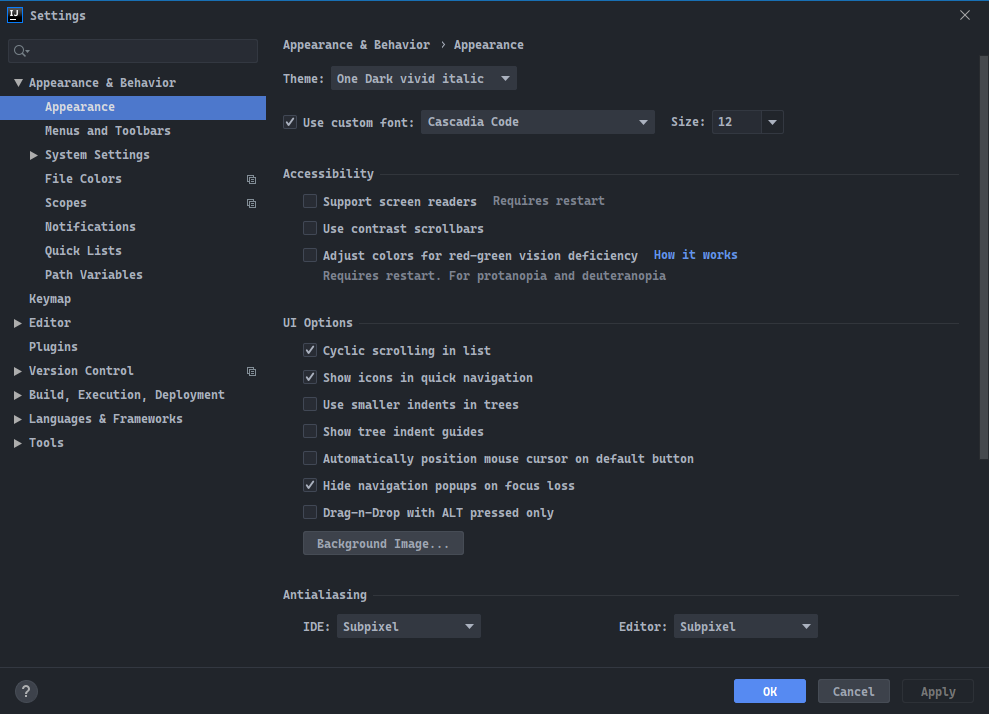 IJ Settings
Appearance & Behavior
Appearance
Menus and Toolbars
System Settings
File Colors
Scopes
Notifications
Quick Lists
Path Variables
Keymap
Editor
Plugins
Version Control
Build, Execution, Deployment
Languages & Frameworks
Tools
Appearance & Behavior › Appearance
Theme: One Dark vivid italic
Use custom font: Cascadia Code Size: 12
Accessibility
Support screen readers Requires restart
Use contrast scrollbars
Adjust colors for red-green vision deficiency How it works
Requires restart. For protanopia and deuteranopia
UI Options
Cyclic scrolling in list
Show icons in quick navigation
Use smaller indents in trees
Show tree indent guides
Automatically position mouse cursor on default button
Hide navigation popups on focus loss
Drag-n-Drop with ALT pressed only
Background Image...
Antialiasing
IDE: Subpixel Editor: Subpixel
? OK Cancel Apply